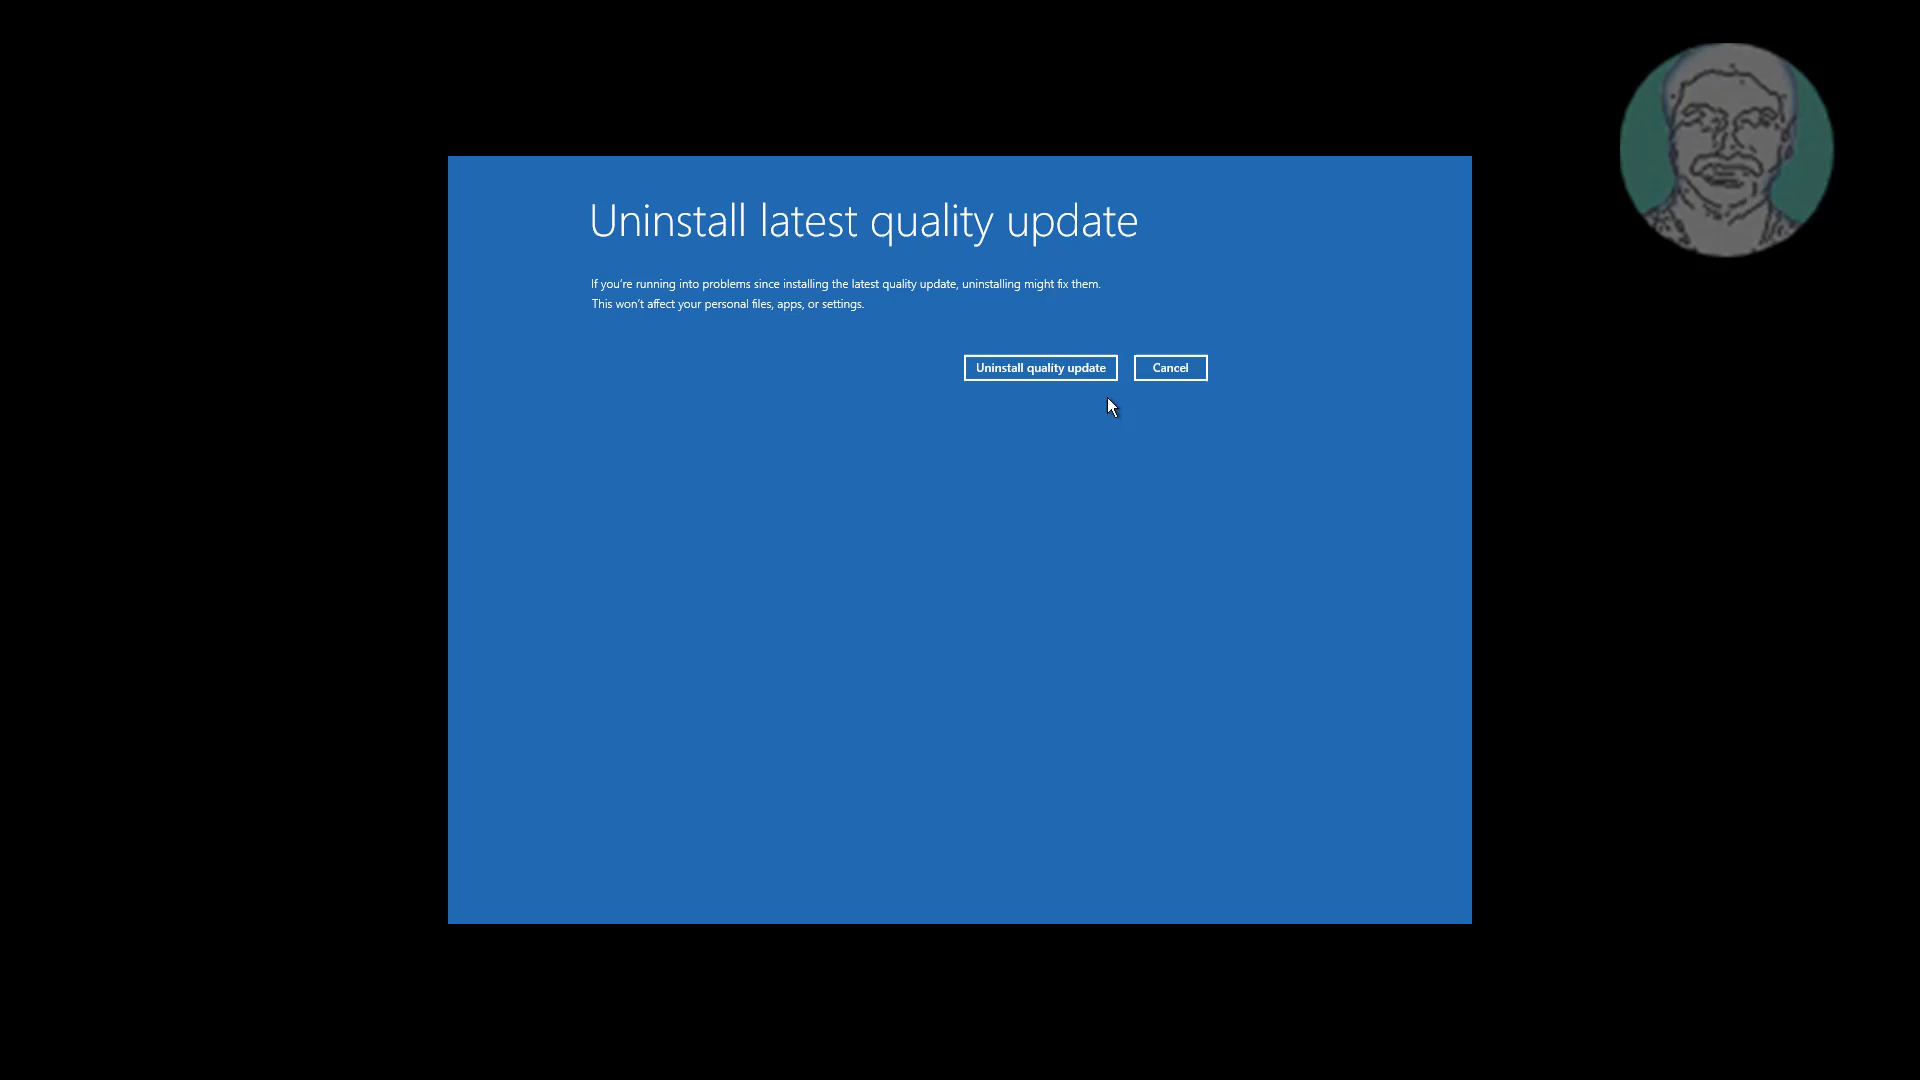 Uninstall latest quality update
If you’re running into problems since installing the latest quality update, uninstalling might fix them.
This won’t affect your personal files, apps, or settings.
Uninstall quality update
Cancel